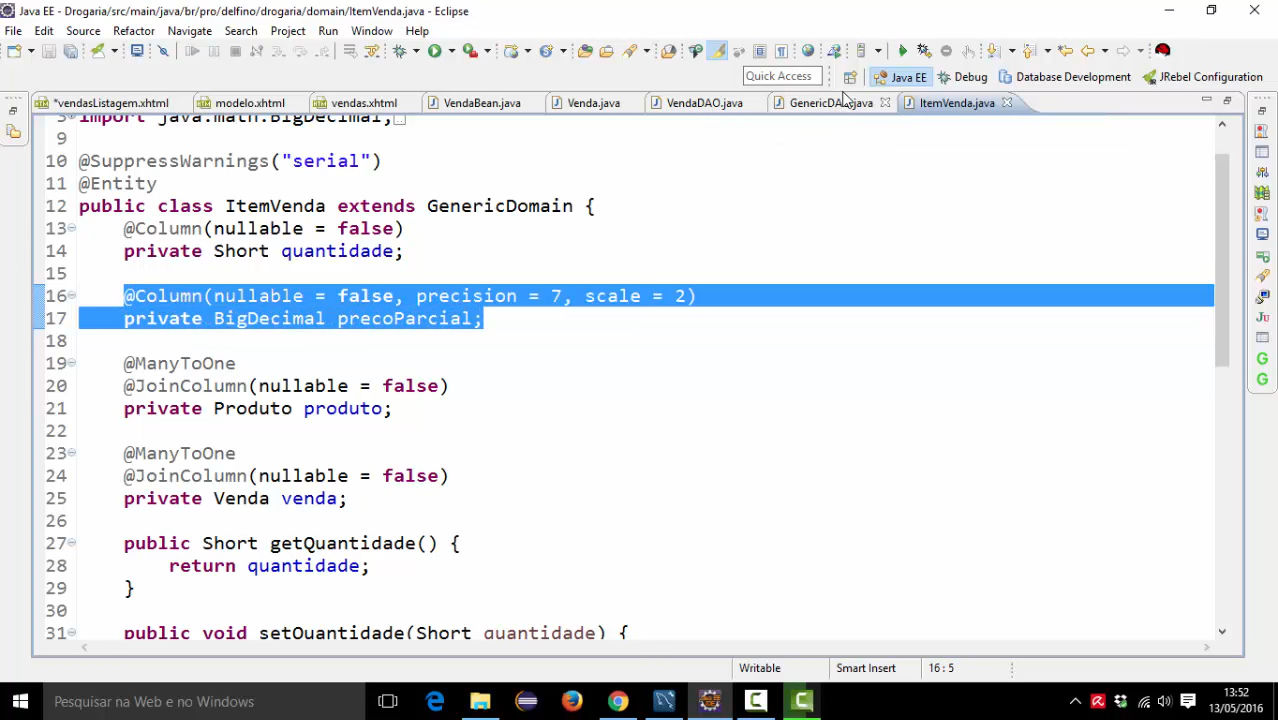 Java EE - Drogaria/src/main/java/br/pro/delfino/drogaria/domain/ItemVenda.java - Eclipse
File Edit Source Refactor Navigate Search Project Run Window Help
Quick Access Java EE Debug Database Development JRebel Configuration
*vendasListagem.xhtml modelo.xhtml vendas.xhtml VendaBean.java Venda.java VendaDAO.java GenericDAO.java ItemVenda.java
3 import java.math.BigDecimal;
9
10 @SuppressWarnings("serial")
11 @Entity
12 public class ItemVenda extends GenericDomain {
13 @Column(nullable = false)
14 private Short quantidade;
15
16 @Column(nullable = false, precision = 7, scale = 2)
17 private BigDecimal precoParcial;
18
19 @ManyToOne
20 @JoinColumn(nullable = false)
21 private Produto produto;
22
23 @ManyToOne
24 @JoinColumn(nullable = false)
25 private Venda venda;
26
27 public Short getQuantidade() {
28 return quantidade;
29 }
30
31 public void setQuantidade(Short quantidade) {
Writable Smart Insert 16 : 5
Pesquisar na Web e no Windows
13:52
13/05/2016